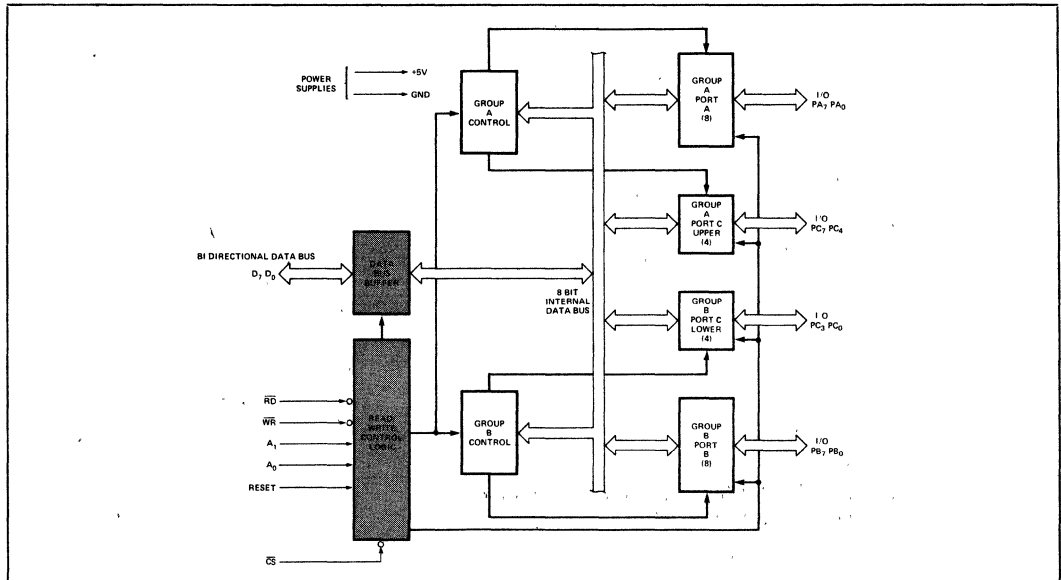 POWER
SUPPLIES
+5V
GND
GROUP
A
CONTROL
GROUP
A
PORT
A
(8)
I/O
PA7 PA0
GROUP
A
PORT C
UPPER
(4)
I/O
PC7 PC4
BI DIRECTIONAL DATA BUS
D7 D0
DATA
BUS
BUFFER
8 BIT
INTERNAL
DATA BUS
GROUP
B
PORT C
LOWER
(4)
I O
PC3 PC0
RD
WR
A1
A0
RESET
CS
READ
WRITE
CONTROL
LOGIC
GROUP
B
CONTROL
GROUP
B
PORT
B
(8)
I/O
PB7 PB0